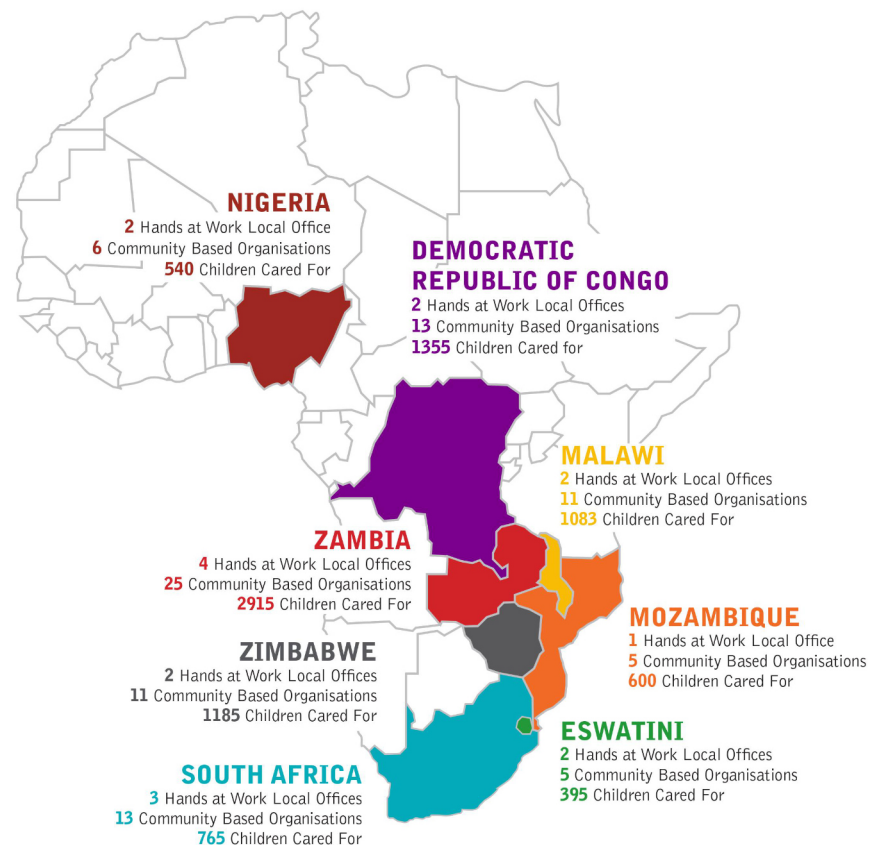 NIGERIA
2 Hands at Work Local Office
6 Community Based Organisations
540 Children Cared For
DEMOCRATIC
REPUBLIC OF CONGO
2 Hands at Work Local Offices
13 Community Based Organisations
1355 Children Cared for
MALAWI
2 Hands at Work Local Offices
11 Community Based Organisations
1083 Children Cared For
ZAMBIA
4 Hands at Work Local Offices
25 Community Based Organisations
2915 Children Cared For
MOZAMBIQUE
1 Hands at Work Local Office
5 Community Based Organisations
600 Children Cared For
ZIMBABWE
2 Hands at Work Local Offices
11 Community Based Organisations
1185 Children Cared For
ESWATINI
2 Hands at Work Local Offices
5 Community Based Organisations
395 Children Cared For
SOUTH AFRICA
3 Hands at Work Local Offices
13 Community Based Organisations
765 Children Cared For